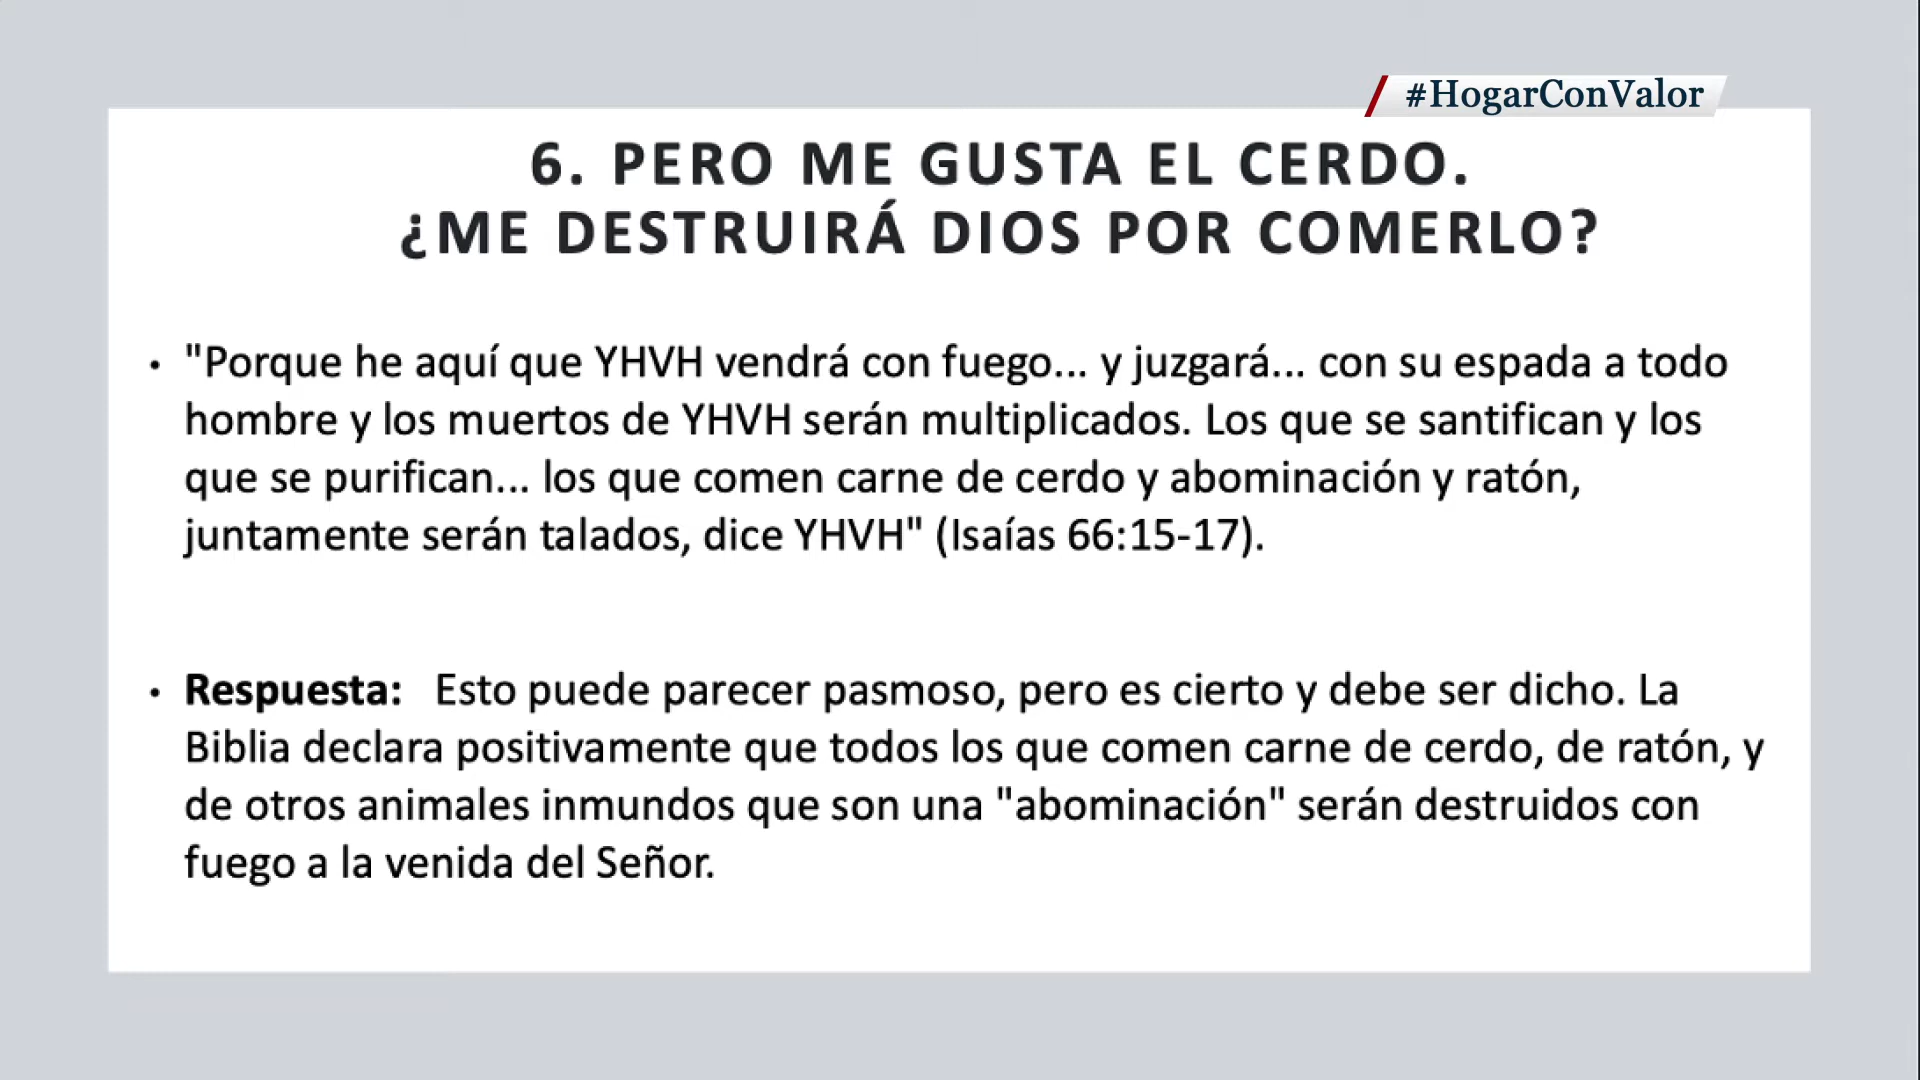 #HogarConValor
6. PERO ME GUSTA EL CERDO.
¿ME DESTRUIRÁ DIOS POR COMERLO?
• "Porque he aquí que YHVH vendrá con fuego... y juzgará... con su espada a todo
hombre y los muertos de YHVH serán multiplicados. Los que se santifican y los
que se purifican... los que comen carne de cerdo y abominación y ratón,
juntamente serán talados, dice YHVH" (Isaías 66:15-17).
• Respuesta: Esto puede parecer pasmoso, pero es cierto y debe ser dicho. La
Biblia declara positivamente que todos los que comen carne de cerdo, de ratón, y
de otros animales inmundos que son una "abominación" serán destruidos con
fuego a la venida del Señor.